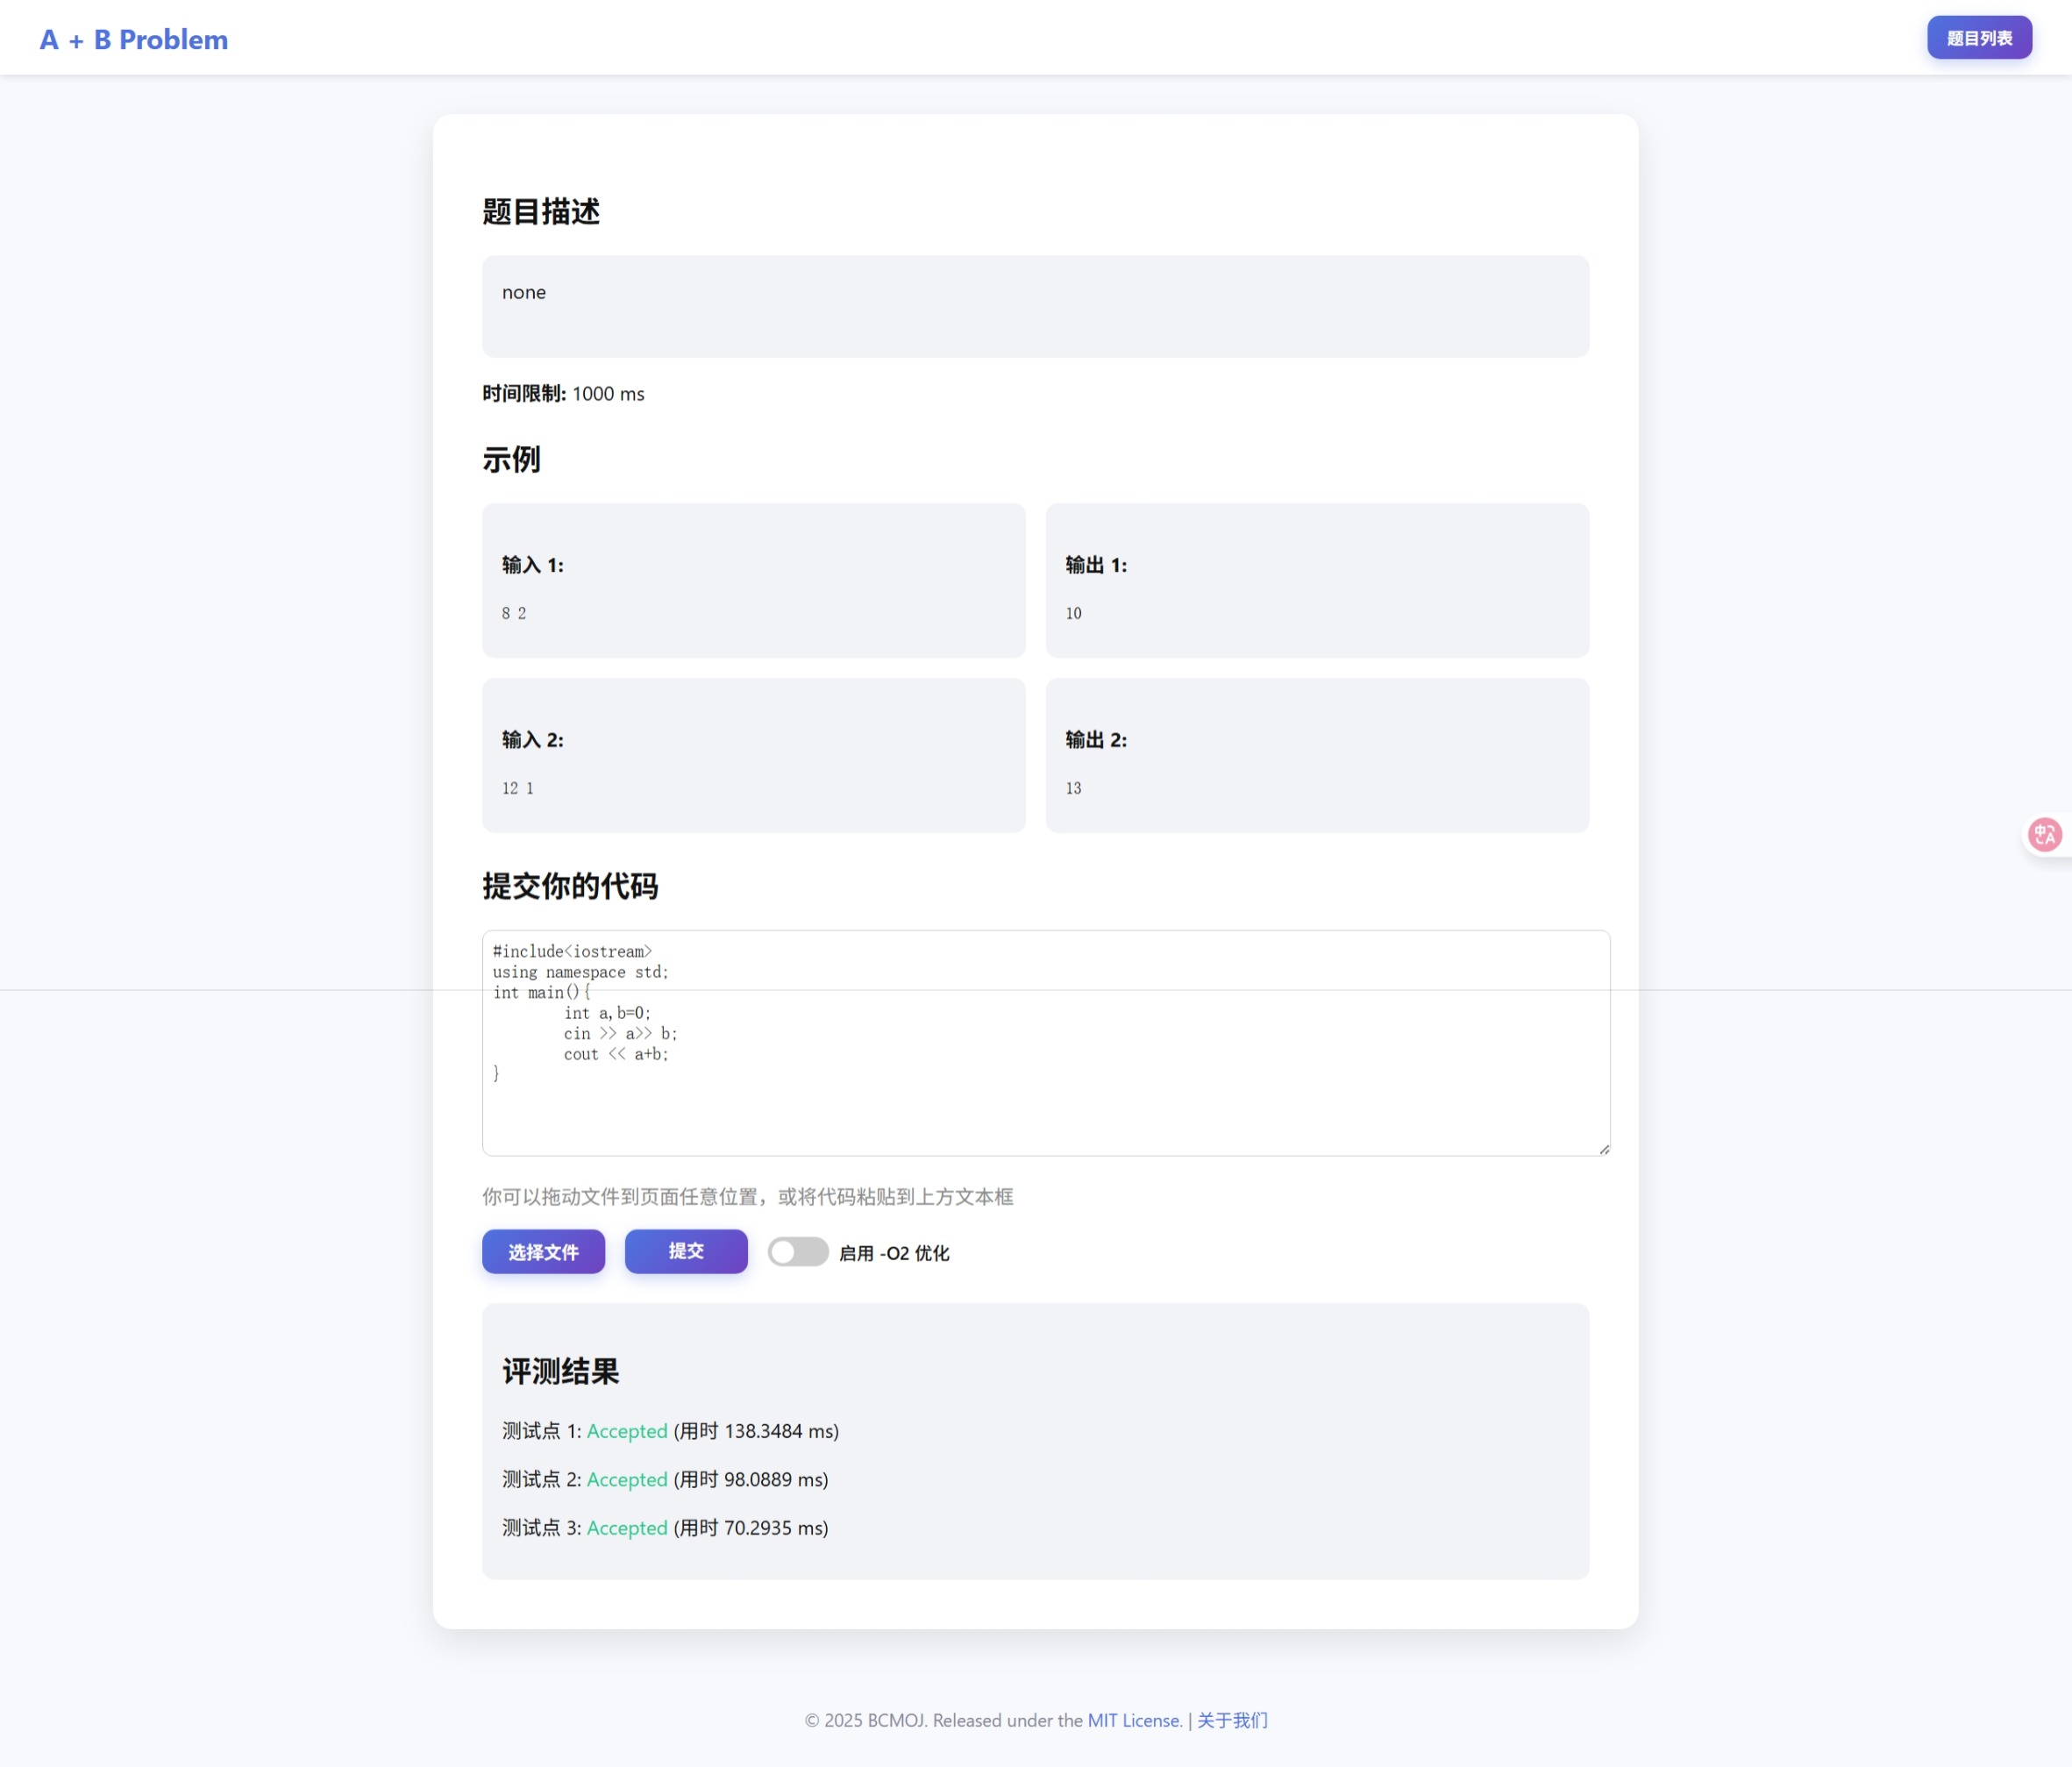 A + B Problem
题目列表
题目描述
none
时间限制: 1000 ms
示例
输入 1:
8 2
输出 1:
10
输入 2:
12 1
输出 2:
13
提交你的代码
#include<iostream>
using namespace std;
int main(){
        int a,b=0;
        cin >> a>> b;
        cout << a+b;
}
你可以拖动文件到页面任意位置，或将代码粘贴到上方文本框
选择文件
提交
启用 -O2 优化
评测结果
测试点 1: Accepted (用时 138.3484 ms)
测试点 2: Accepted (用时 98.0889 ms)
测试点 3: Accepted (用时 70.2935 ms)
© 2025 BCMOJ. Released under the MIT License. | 关于我们
中A